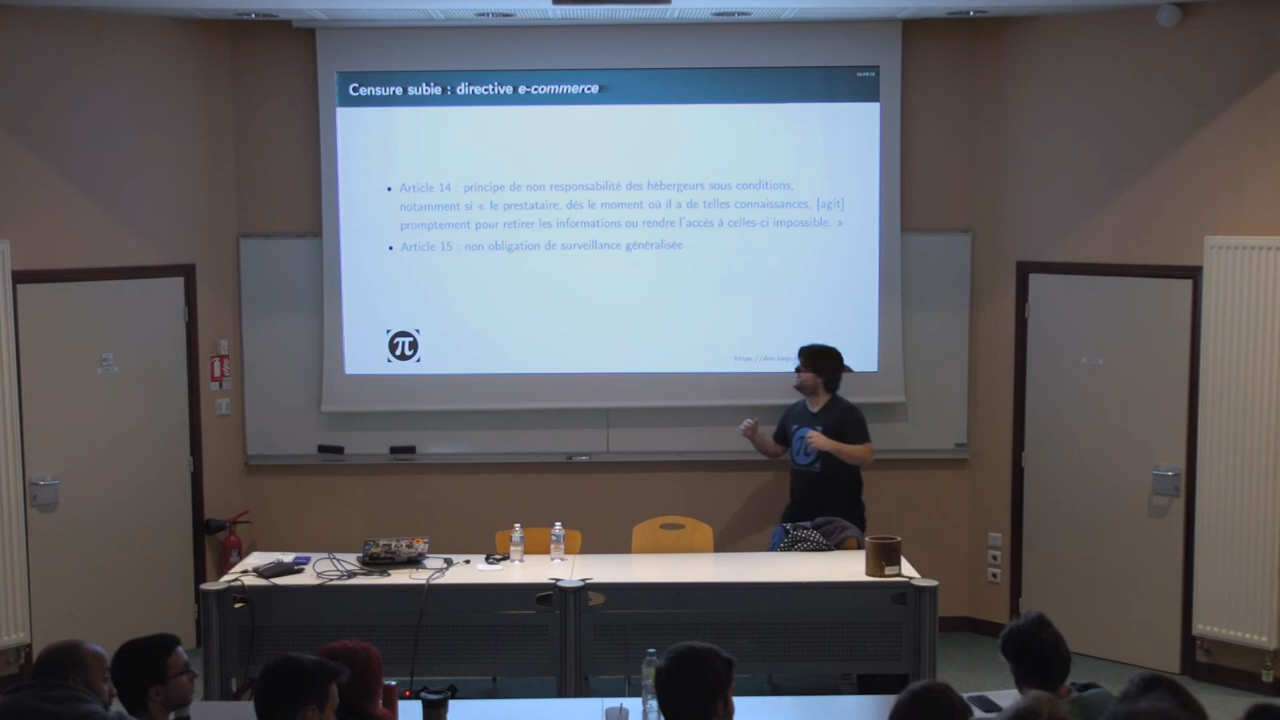 Censure subie : directive e-commerce
• Article 14 : principe de non responsabilité des hébergeurs sous conditions,
notamment si « le prestataire, dès le moment où il a de telles connaissances, [agit]
promptement pour retirer les informations ou rendre l'accès à celles-ci impossible. »
• Article 15 : non obligation de surveillance généralisée
π
π